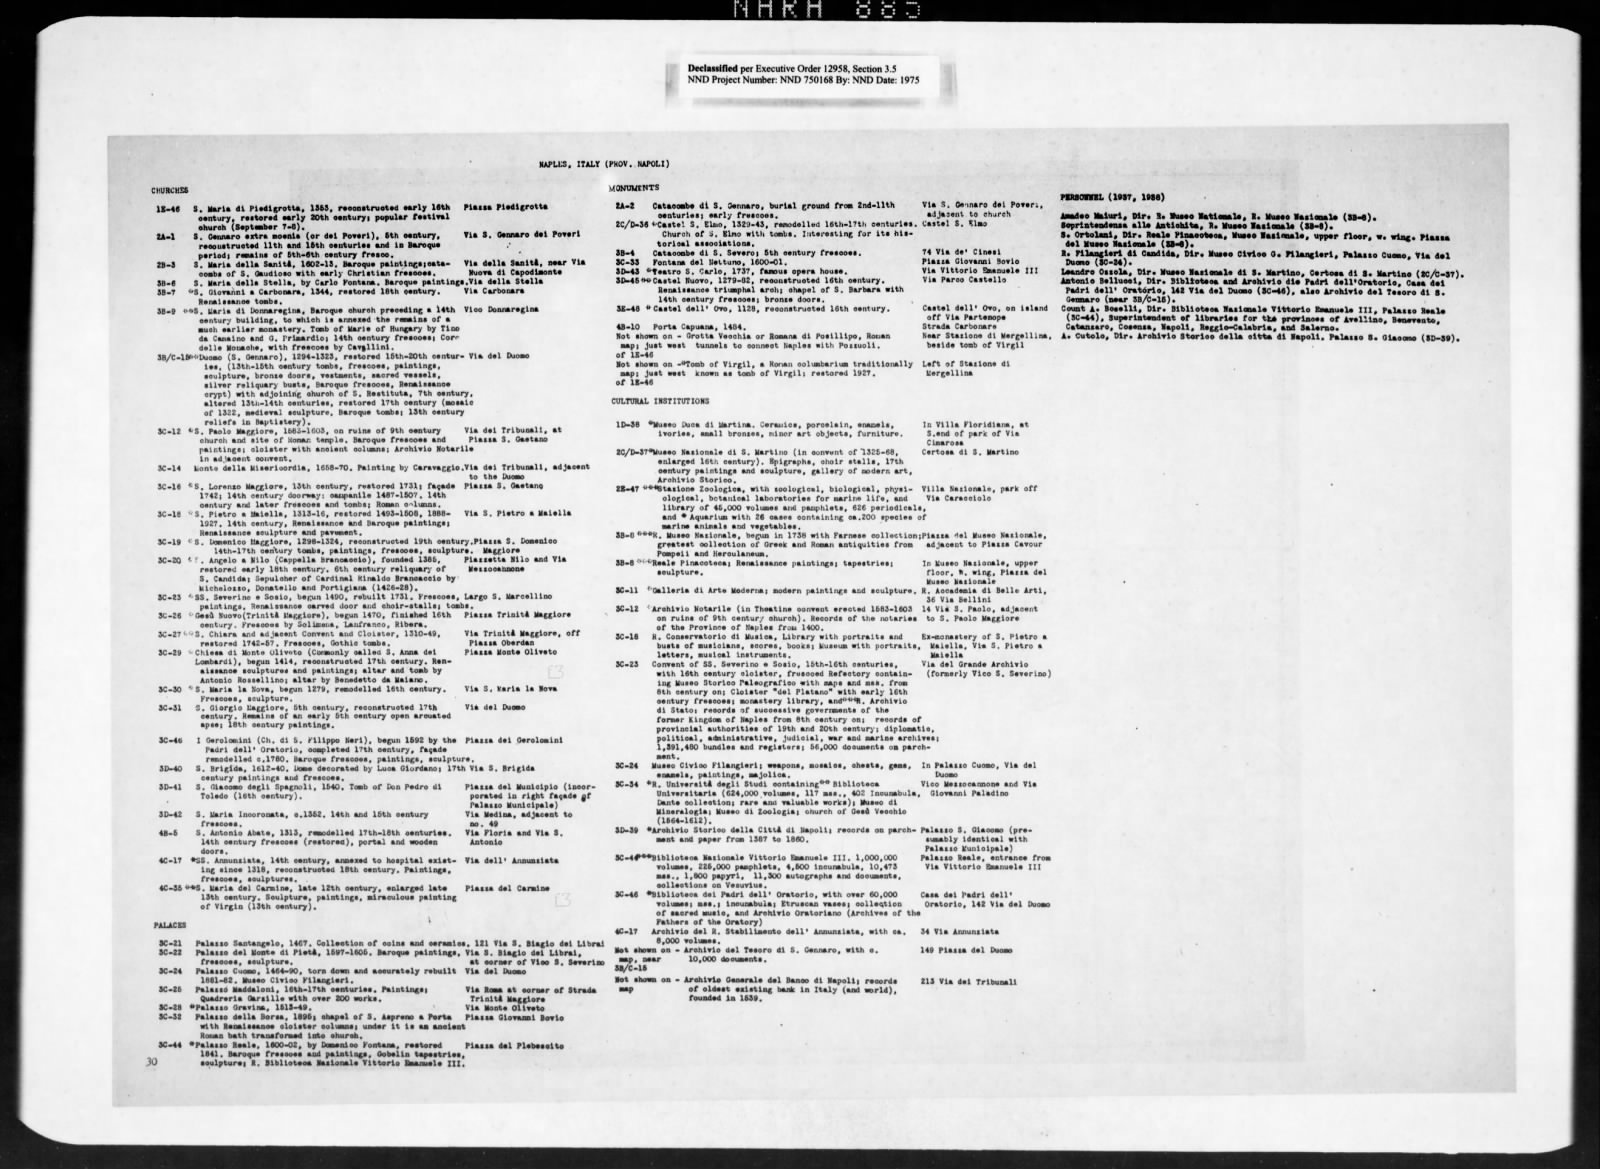 NARA 885
Declassified per Executive Order 12958, Section 3.5
NND Project Number: NND 750168 By: NND Date: 1975
NAPLES, ITALY (PROV. NAPOLI)
CHURCHES
1E-46 S. Maria di Piedigrotta, 1353, reconstructed early 16th Piazza Piedigrotta
century, restored early 20th century; popular festival
church (September 7-8).
2A-1 S. Gennaro extra moenia (or dei Poveri), 5th century, Via S. Gennaro dei Poveri
reconstructed 11th and 15th centuries and in Baroque
period; remains of 5th-6th century fresco.
2B-3 S. Maria della Sanità, 1602-13, Baroque paintings;cata- Via della Sanità, near Via
combs of S. Gaudioso with early Christian frescoes. Nuova di Capodimonte
3B-6 S. Maria della Stella, by Carlo Fontana. Baroque paintings.Via della Stella
3B-7 *S. Giovanni a Carbonara, 1344, restored 18th century. Via Carbonara
Renaissance tombs.
3B-9 **S. Maria di Donnaregina, Baroque church preceding a 14th Vico Donnaregina
century building, to which is annexed the remains of a
much earlier monastery. Tomb of Marie of Hungary by Tino
da Camaino and G. Primardio; 14th century frescoes; Coro
delle Monache, with frescoes by Cavallini.
3B/C-15**Duomo (S. Gennaro), 1294-1323, restored 15th-20th centur- Via del Duomo
ies, (13th-15th century tombs, frescoes, paintings,
sculpture, bronze doors, vestments, sacred vessels,
silver reliquary busts, Baroque frescoes, Renaissance
crypt) with adjoining church of S. Restituta, 7th century,
altered 13th-14th centuries, restored 17th century (mosaic
of 1322, medieval sculpture, Baroque tombs; 13th century
reliefs in Baptistery).
3C-12 *S. Paolo Maggiore, 1583-1603, on ruins of 9th century Via dei Tribunali, at
church and site of Roman temple. Baroque frescoes and Piazza S. Gaetano
paintings; cloister with ancient columns; Archivio Notarile
in adjacent convent.
3C-14 Monte della Misericordia, 1658-70. Painting by Caravaggio.Via dei Tribunali, adjacent
to the Duomo
3C-16 *S. Lorenzo Maggiore, 13th century, restored 1731; façade Piazza S. Gaetano
1742; 14th century doorway; campanile 1487-1507. 14th
century and later frescoes and tombs; Roman columns.
3C-18 *S. Pietro a Maiella, 1313-16, restored 1493-1508, 1888- Via S. Pietro a Maiella
1927. 14th century, Renaissance and Baroque paintings;
Renaissance sculpture and pavement.
3C-19 *S. Domenico Maggiore, 1298-1324, reconstructed 19th century.Piazza S. Domenico
14th-17th century tombs, paintings, frescoes, sculpture. Maggiore
3C-20 Angelo a Nilo (Cappella Brancaccio), founded 1385, Piazzetta Nilo and Via
restored early 18th century. 6th century reliquary of Mezzocannone
S. Candida; Sepulcher of Cardinal Rinaldo Brancaccio by
Michelozzo, Donatello and Portigiana (1426-28).
3C-23 *SS. Severino e Sosio, begun 1490, rebuilt 1731. Frescoes, Largo S. Marcellino
paintings, Renaissance carved door and choir-stalls; tombs.
3C-26 *Gesù Nuovo(Trinità Maggiore), begun 1470, finished 16th Piazza Trinità Maggiore
century. Frescoes by Solimena, Lanfranco, Ribera.
3C-27**S. Chiara and adjacent Convent and Cloister, 1310-49, Via Trinità Maggiore, off
restored 1742-57. Frescoes, Gothic tombs. Piazza Oberdan
3C-29 *Chiesa di Monte Oliveto (Commonly called S. Anna dei Piazza Monte Oliveto
Lombardi), begun 1414, reconstructed 17th century. Ren-
aissance sculptures and paintings; altar and tomb by
Antonio Rossellino; altar by Benedetto da Maiano.
E3
3C-30 *S. Maria la Nova, begun 1279, remodelled 16th century. Via S. Maria la Nova
Frescoes, sculpture.
3C-31 S. Giorgio Maggiore, 5th century, reconstructed 17th Via del Duomo
century. Remains of an early 5th century open arcuated
apse; 18th century paintings.
3C-46 I Gerolomini (Ch. di S. Filippo Neri), begun 1592 by the Piazza dei Gerolomini
Padri dell' Oratorio, completed 17th century, façade
remodelled c.1780. Baroque frescoes, paintings, sculpture.
3D-40 S. Brigida, 1612-40. Dome decorated by Luca Giordano; 17th Via S. Brigida
century paintings and frescoes.
3D-41 S. Giacomo degli Spagnoli, 1540. Tomb of Don Pedro di Piazza del Municipio (incor-
Toledo (16th century). porated in right façade of
Palazzo Municipale)
3D-42 S. Maria Incoronata, c.1352. 14th and 15th century Via Medina, adjacent to
frescoes. no. 49
4B-5 S. Antonio Abate, 1313, remodelled 17th-18th centuries. Via Floria and Via S.
14th century frescoes (restored), portal and wooden Antonio
doors.
4C-17 *SS. Annunziata, 14th century, annexed to hospital exist- Via dell' Annunziata
ing since 1318, reconstructed 18th century. Paintings,
frescoes, sculptures.
4C-35 **S. Maria del Carmine, late 12th century, enlarged late Piazza del Carmine
13th century. Sculpture, paintings, miraculous painting
of Virgin (13th century).
E3
PALACES
3C-21 Palazzo Santangelo, 1467. Collection of coins and ceramics. 121 Via S. Biagio dei Librai
3C-22 Palazzo del Monte di Pietà, 1597-1605. Baroque paintings, Via S. Biagio dei Librai,
frescoes, sculpture. at corner of Vico S. Severino
3C-24 Palazzo Cuomo, 1464-90, torn down and accurately rebuilt Via del Duomo
1881-82. Museo Civico Filangieri.
3C-25 Palazzo Maddaloni, 16th-17th centuries. Paintings; Via Roma at corner of Strada
Quadreria Garzille with over 200 works. Trinità Maggiore
3C-28 *Palazzo Gravina, 1513-49. Via Monte Oliveto
3C-32 Palazzo della Borsa, 1895; chapel of S. Aspreno a Porta Piazza Giovanni Bovio
with Renaissance cloister columns; under it is an ancient
Roman bath transformed into church.
3C-44 *Palazzo Reale, 1600-02, by Domenico Fontana, restored Piazza del Plebescito
1841. Baroque frescoes and paintings, Gobelin tapestries,
sculpture; R. Biblioteca Nazionale Vittorio Emanuele III.
30
MONUMENTS
2A-2 Catacombe di S. Gennaro, burial ground from 2nd-11th Via S. Gennaro dei Poveri,
centuries; early frescoes. adjacent to church
2C/D-36 *Castel S. Elmo, 1329-43, remodelled 16th-17th centuries. Castel S. Elmo
Church of S. Elmo with tombs. Interesting for its his-
torical associations.
3B-4 Catacombe di S. Severo; 5th century frescoes. 74 Via de' Cinesi
3C-33 Fontana del Nettuno, 1600-01. Piazza Giovanni Bovio
3D-43 *Teatro S. Carlo, 1737, famous opera house. Via Vittorio Emanuele III
3D-45**Castel Nuovo, 1279-82, reconstructed 16th century. Via Parco Castello
Renaissance triumphal arch; chapel of S. Barbara with
14th century frescoes; bronze doors.
3E-48 * Castel dell' Ovo, 1128, reconstructed 16th century. Castel dell' Ovo, on island
off Via Partenope
4B-10 Porta Capuana, 1484. Strada Carbonare
Not shown on - Grotta Vecchia or Romana di Posillipo, Roman Near Stazione di Mergellina,
map; just west tunnels to connect Naples with Pozzuoli. beside tomb of Virgil
of 1E-46
Not shown on -*Tomb of Virgil, a Roman columbarium traditionally Left of Stazione di
map; just west known as tomb of Virgil; restored 1927. Mergellina
of 1E-46
CULTURAL INSTITUTIONS
1D-38 *Museo Duca di Martina. Ceramics, porcelain, enamels, In Villa Floridiana, at
ivories, small bronzes, minor art objects, furniture. S.end of park of Via
Cimarosa
2C/D-37*Museo Nazionale di S. Martino (in convent of 1325-68, Certosa di S. Martino
enlarged 16th century). Epigraphs, choir stalls, 17th
century paintings and sculpture, gallery of modern art,
Archivio Storico.
2E-47 ***Stazione Zoologica, with zoological, biological, physi- Villa Nazionale, park off
ological, botanical laboratories for marine life, and Via Caracciolo
library of 45,000 volumes and pamphlets, 626 periodicals,
and * Aquarium with 26 cases containing ca.200 species of
marine animals and vegetables.
3B-8 ***R. Museo Nazionale, begun in 1738 with Farnese collection;Piazza del Museo Nazionale,
greatest collection of Greek and Roman antiquities from adjacent to Piazza Cavour
Pompeii and Herculaneum.
3B-8 ***Reale Pinacoteca; Renaissance paintings; tapestries; In Museo Nazionale, upper
sculpture. floor, W. wing, Piazza del
Museo Nazionale
3C-11 *Galleria di Arte Moderna; modern paintings and sculpture. R. Accademia di Belle Arti,
36 Via Bellini
3C-12 *Archivio Notarile (in Theatine convent erected 1583-1603 14 Via S. Paolo, adjacent
on ruins of 9th century church). Records of the notaries to S. Paolo Maggiore
of the Province of Naples from 1400.
3C-18 R. Conservatorio di Musica, Library with portraits and Ex-monastery of S. Pietro a
busts of musicians, scores, books; Museum with portraits, Maiella, Via S. Pietro a
letters, musical instruments. Maiella
3C-23 Convent of SS. Severino e Sosio, 15th-16th centuries, Via del Grande Archivio
with 16th century cloister, frescoed Refectory contain- (formerly Vico S. Severino)
ing Museo Storico Paleografico with maps and mss. from
8th century on; Cloister "del Platano" with early 16th
century frescoes; monastery library, and***R. Archivio
di Stato; records of successive governments of the
former Kingdom of Naples from 8th century on; records of
provincial authorities of 19th and 20th century; diplomatic,
political, administrative, judicial, war and marine archives;
1,391,480 bundles and registers; 56,000 documents on parch-
ment.
3C-24 Museo Civico Filangieri; weapons, mosaics, chests, gems, In Palazzo Cuomo, Via del
enamels, paintings, majolica. Duomo
3C-34 *R. Università degli Studi containing** Biblioteca Vico Mezzocannone and Via
Universitaria (624,000 volumes, 117 mss., 402 Incunabula, Giovanni Paladino
Dante collection; rare and valuable works); Museo di
Mineralogia; Museo di Zoologia; church of Gesù Vecchio
(1564-1612).
3D-39 *Archivio Storico della Città di Napoli; records on parch- Palazzo S. Giacomo (pre-
ment and paper from 1387 to 1860. sumably identical with
Palazzo Municipale)
3C-44***Biblioteca Nazionale Vittorio Emanuele III. 1,000,000 Palazzo Reale, entrance from
volumes, 225,000 pamphlets, 4,500 incunabula, 10,473 Via Vittorio Emanuele III
mss., 1,800 papyri, 11,300 autographs and documents,
collections on Vesuvius.
3C-46 *Biblioteca dei Padri dell' Oratorio, with over 60,000 Casa dei Padri dell'
volumes; mss.; incunabula; Etruscan vases; collection Oratorio, 142 Via del Duomo
of sacred music, and Archivio Oratoriano (Archives of the
Fathers of the Oratory)
4C-17 Archivio del R. Stabilimento dell' Annunziata, with ca. 34 Via Annunziata
8,000 volumes.
Not shown on - Archivio del Tesoro di S. Gennaro, with c. 149 Piazza del Duomo
map, near 10,000 documents.
3B/C-15
Not shown on - Archivio Generale del Banco di Napoli; records 213 Via dei Tribunali
map of oldest existing bank in Italy (and world),
founded in 1539.
PERSONNEL (1937, 1938)
Amadeo Maiuri, Dir. R. Museo Nationale, R. Museo Nazionale (3B-8).
Soprintendenza alle Antichita, R. Museo Nazionale (3B-8).
S. Ortolani, Dir. Reale Pinacoteca, Museo Nazionale, upper floor, w. wing. Piazza
del Museo Nazionale (3B-8).
R. Filangieri di Candida, Dir. Museo Civico G. Filangieri, Palazzo Cuomo, Via del
Duomo (3C-24).
Leandro Ozzola, Dir. Museo Nazionale di S. Martino, Certosa di S. Martino (2C/C-37).
Antonio Bellucci, Dir. Biblioteca and Archivio die Padri dell'Oratorio, Casa dei
Padri dell' Oratório, 142 Via del Duomo (3C-46), also Archivio del Tesoro di S.
Gennaro (near 3B/C-15).
Count A. Boselli, Dir. Biblioteca Nazionale Vittorio Emanuele III, Palazzo Reale
(3C-44), Superintendent of libraries for the provinces of Avellino, Benevento,
Catanzaro, Cosenza, Napoli, Reggio-Calabria, and Salerno.
A. Cutolo, Dir. Archivio Storico della citta di Napoli. Palazzo S. Giacomo (3D-39).